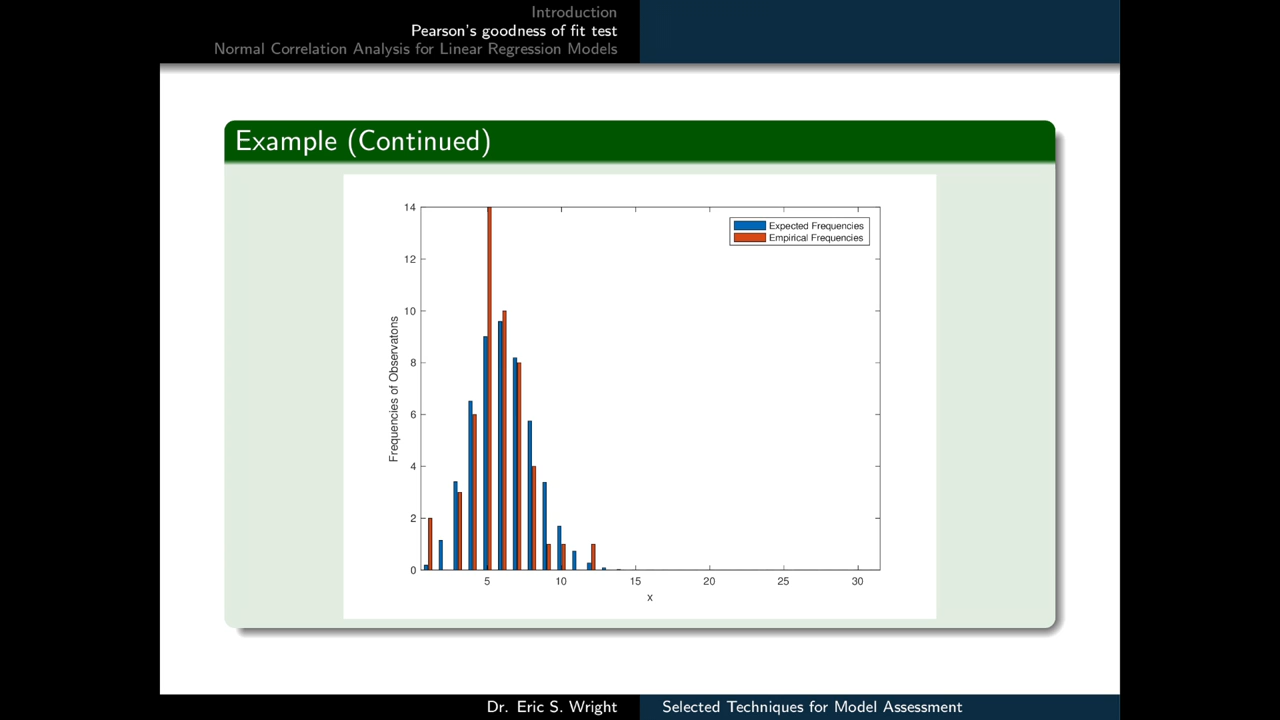 Introduction
Pearson's goodness of fit test
Normal Correlation Analysis for Linear Regression Models
Example (Continued)
14
12
10
8
6
4
2
0
Frequencies of Observatons
Expected Frequencies
Empirical Frequencies
5 10 15 20 25 30
x
Dr. Eric S. Wright Selected Techniques for Model Assessment